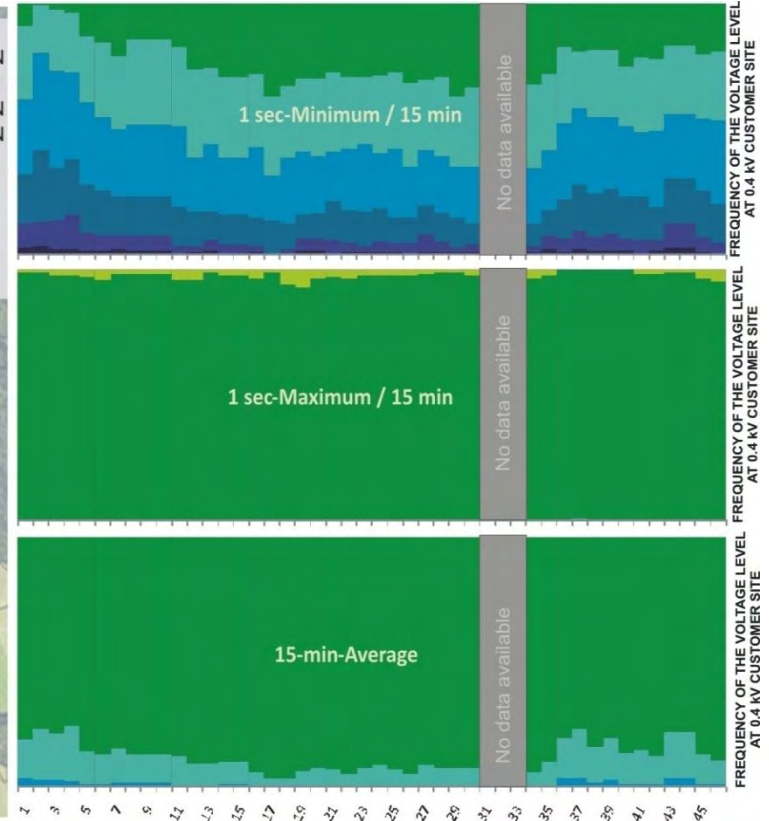 1 sec-Minimum / 15 min
No data available
FREQUENCY OF THE VOLTAGE LEVEL
AT 0.4 kV CUSTOMER SITE
1 sec-Maximum / 15 min
No data available
FREQUENCY OF THE VOLTAGE LEVEL
AT 0.4 kV CUSTOMER SITE
15-min-Average
No data available
FREQUENCY OF THE VOLTAGE LEVEL
AT 0.4 kV CUSTOMER SITE
1 3 5 7 9 11 13 15 17 19 21 23 25 27 29 31 33 35 37 39 41 43 45